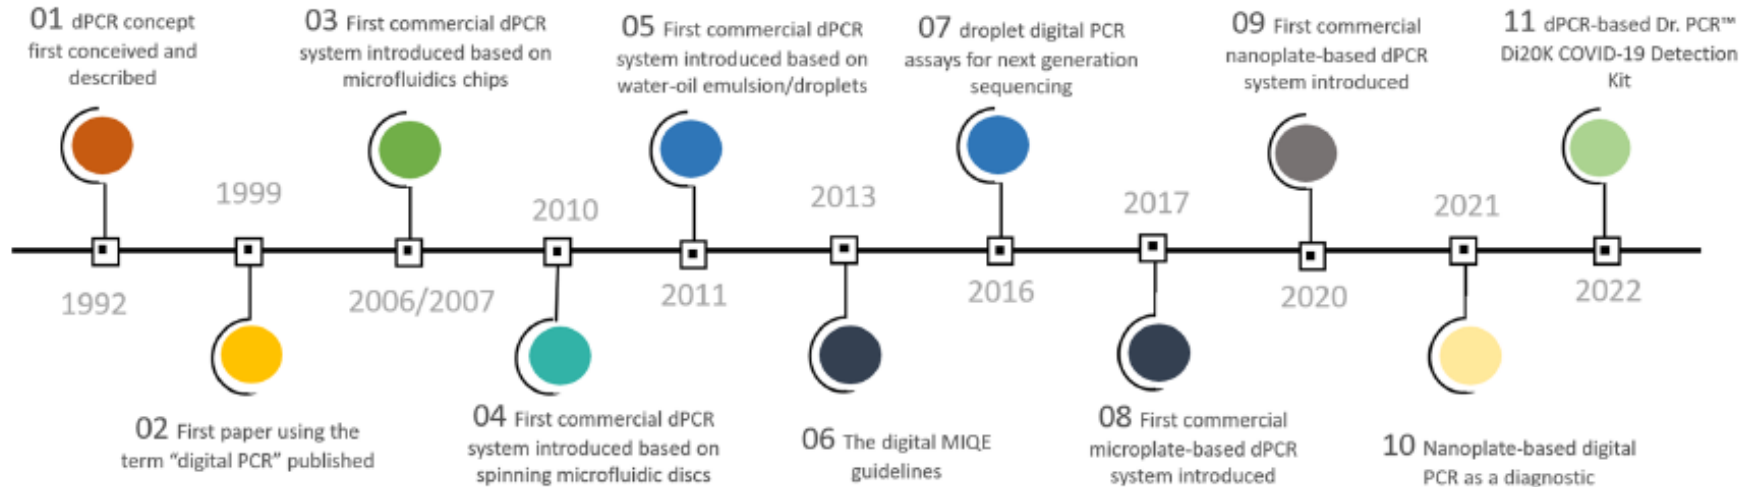 01 dPCR concept
first conceived and
described
1992
1999
02 First paper using the
term “digital PCR” published
03 First commercial dPCR
system introduced based on
microfluidics chips
2006/2007
2010
04 First commercial dPCR
system introduced based on
spinning microfluidic discs
05 First commercial dPCR
system introduced based on
water-oil emulsion/droplets
2011
2013
06 The digital MIQE
guidelines
07 droplet digital PCR
assays for next generation
sequencing
2016
2017
08 First commercial
microplate-based dPCR
system introduced
09 First commercial
nanoplate-based dPCR
system introduced
2020
2021
10 Nanoplate-based digital
PCR as a diagnostic
11 dPCR-based Dr. PCR™
Di20K COVID-19 Detection
Kit
2022